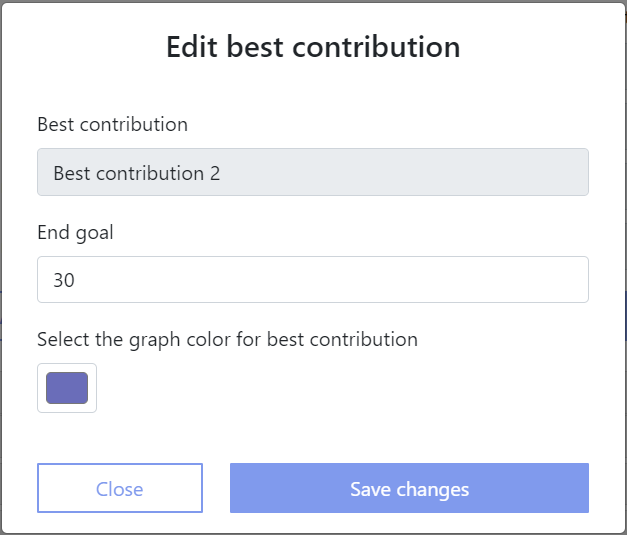 Edit best contribution
Best contribution
Best contribution 2
End goal
30
Select the graph color for best contribution
Close
Save changes